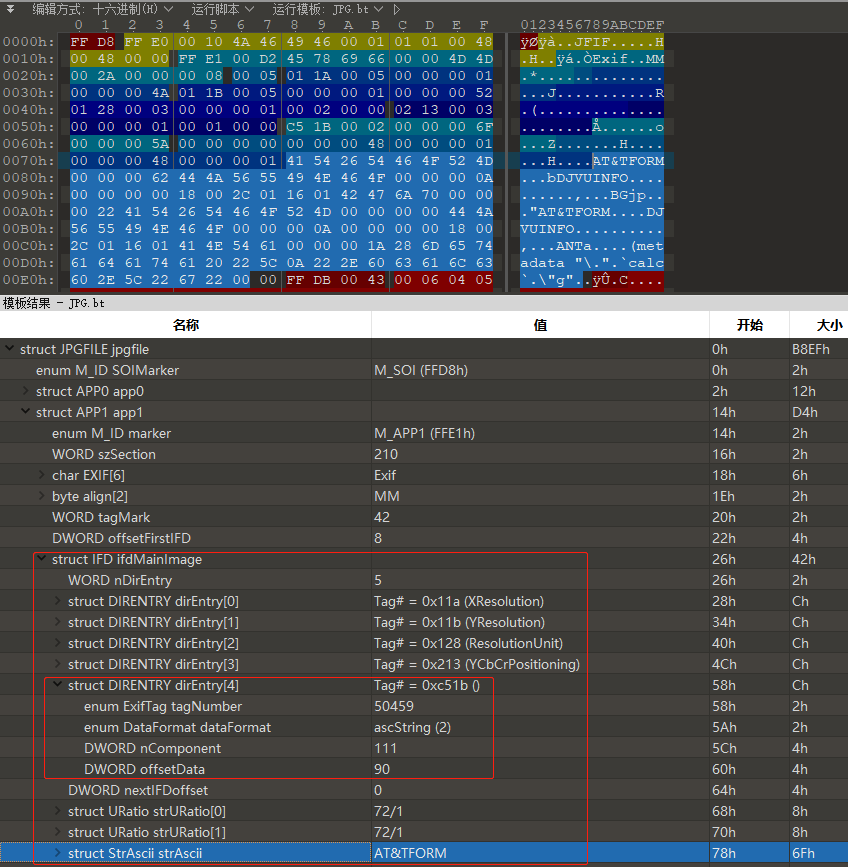 编辑方式: 十六进制(H) 运行脚本 运行模板: JPG.bt
0 1 2 3 4 5 6 7 8 9 A B C D E F 0123456789ABCDEF
0000h: FF D8 FF E0 00 10 4A 46 49 46 00 01 01 01 00 48 ÿØÿà..JFIF.....H
0010h: 00 48 00 00 FF E1 00 D2 45 78 69 66 00 00 4D 4D .H..ÿá.ÒExif..MM
0020h: 00 2A 00 00 00 08 00 05 01 1A 00 05 00 00 00 01 .*..............
0030h: 00 00 00 4A 01 1B 00 05 00 00 00 01 00 00 00 52 ...J...........R
0040h: 01 28 00 03 00 00 00 01 00 02 00 00 02 13 00 03 .(..............
0050h: 00 00 00 01 00 01 00 00 C5 1B 00 02 00 00 00 6F ........Å......o
0060h: 00 00 00 5A 00 00 00 00 00 00 00 48 00 00 00 01 ...Z.......H....
0070h: 00 00 00 48 00 00 00 01 41 54 26 54 46 4F 52 4D ...H....AT&TFORM
0080h: 00 00 00 62 44 4A 56 55 49 4E 46 4F 00 00 00 0A ...bDJVUINFO....
0090h: 00 00 00 00 18 00 2C 01 16 01 42 47 6A 70 00 00 ......,...BGjp..
00A0h: 00 22 41 54 26 54 46 4F 52 4D 00 00 00 00 44 4A ."AT&TFORM....DJ
00B0h: 56 55 49 4E 46 4F 00 00 00 0A 00 00 00 00 18 00 VUINFO..........
00C0h: 2C 01 16 01 41 4E 54 61 00 00 00 1A 28 6D 65 74 ,...ANTa....(met
00D0h: 61 64 61 74 61 20 22 5C 0A 22 2E 60 63 61 6C 63 adata "\.".`calc
00E0h: 60 2E 5C 22 67 22 00 00 FF DB 00 43 00 06 04 05 `.\"g"..ÿÛ.C....
模板结果 - JPG.bt
名称 值 开始 大小
struct JPGFILE jpgfile 0h B8EFh
enum M_ID SOIMarker M_SOI (FFD8h) 0h 2h
struct APP0 app0 2h 12h
struct APP1 app1 14h D4h
enum M_ID marker M_APP1 (FFE1h) 14h 2h
WORD szSection 210 16h 2h
char EXIF[6] Exif 18h 6h
byte align[2] MM 1Eh 2h
WORD tagMark 42 20h 2h
DWORD offsetFirstIFD 8 22h 4h
struct IFD ifdMainImage 26h 42h
WORD nDirEntry 5 26h 2h
struct DIRENTRY dirEntry[0] Tag# = 0x11a (XResolution) 28h Ch
struct DIRENTRY dirEntry[1] Tag# = 0x11b (YResolution) 34h Ch
struct DIRENTRY dirEntry[2] Tag# = 0x128 (ResolutionUnit) 40h Ch
struct DIRENTRY dirEntry[3] Tag# = 0x213 (YCbCrPositioning) 4Ch Ch
struct DIRENTRY dirEntry[4] Tag# = 0xc51b () 58h Ch
enum ExifTag tagNumber 50459 58h 2h
enum DataFormat dataFormat ascString (2) 5Ah 2h
DWORD nComponent 111 5Ch 4h
DWORD offsetData 90 60h 4h
DWORD nextIFDoffset 0 64h 4h
struct URatio strURatio[0] 72/1 68h 8h
struct URatio strURatio[1] 72/1 70h 8h
struct StrAscii strAscii AT&TFORM 78h 6Fh